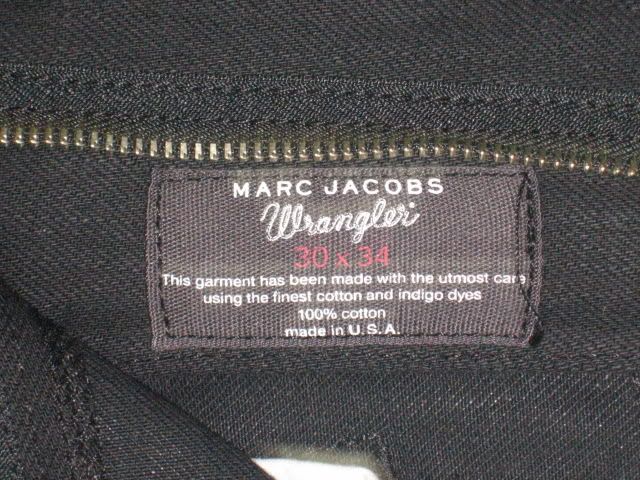 MARC JACOBS
Wrangler
30 x 34
This garment has been made with the utmost care
using the finest cotton and indigo dyes
100% cotton
made in U.S.A.